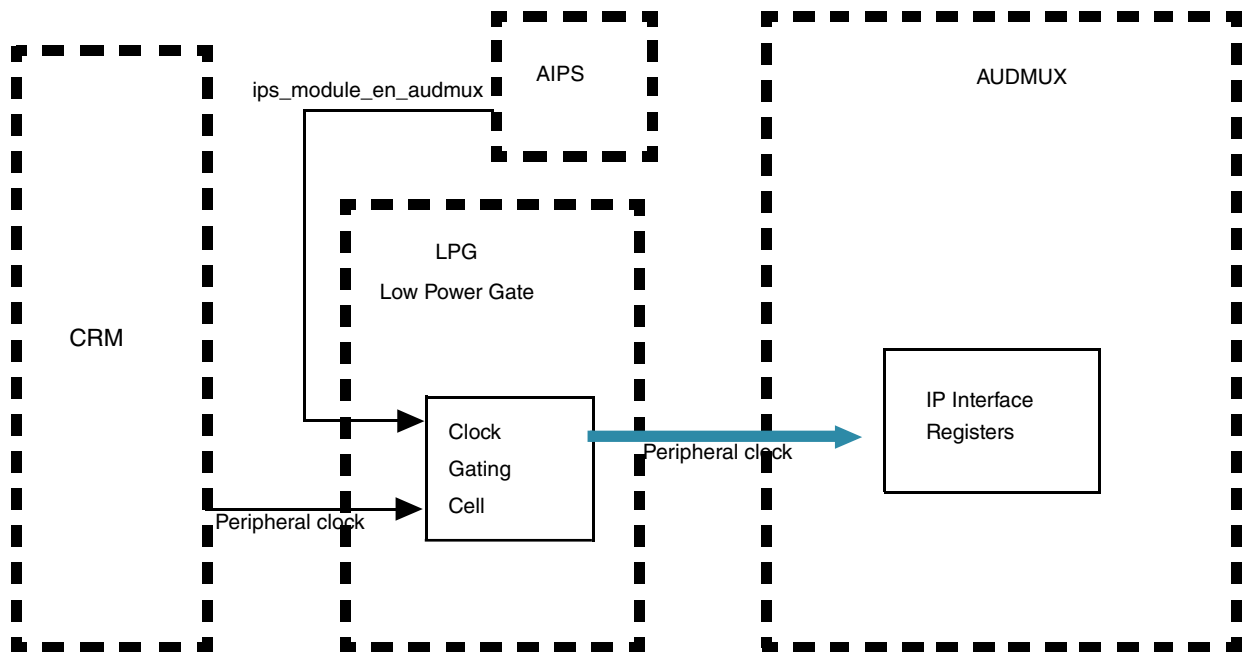 AIPS
AUDMUX
ips_module_en_audmux
LPG
Low Power Gate
CRM
IP Interface
Registers
Clock
Gating
Cell
Peripheral clock
Peripheral clock